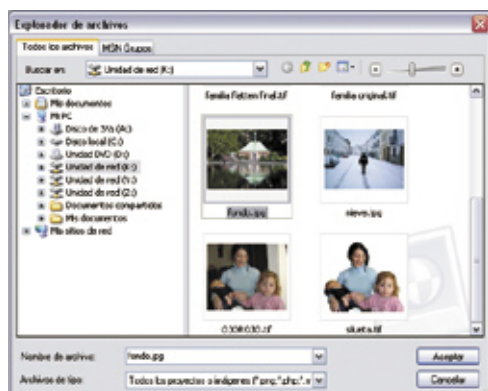 Explorador de archivos
Todos los archivos MSN Grupos
Buscar en: Unidad de red (K:)
Escritorio
Mis documentos
Mi PC
Disco de 3½ (A:)
Disco local (C:)
Unidad DVD (D:)
Unidad de red
Unidad de red (Y:)
Unidad de red (Z:)
Documentos compartidos
Mis documentos
Mis sitios de red
familia flatten final.tif familia original.tif
fondo.jpg nieve.jpg
silueta.tif
Nombre de archivo: fondo.jpg Aceptar
Archivos de tipo: Todos los proyectos o imágenes (*.png,*.php,*. Cancelar